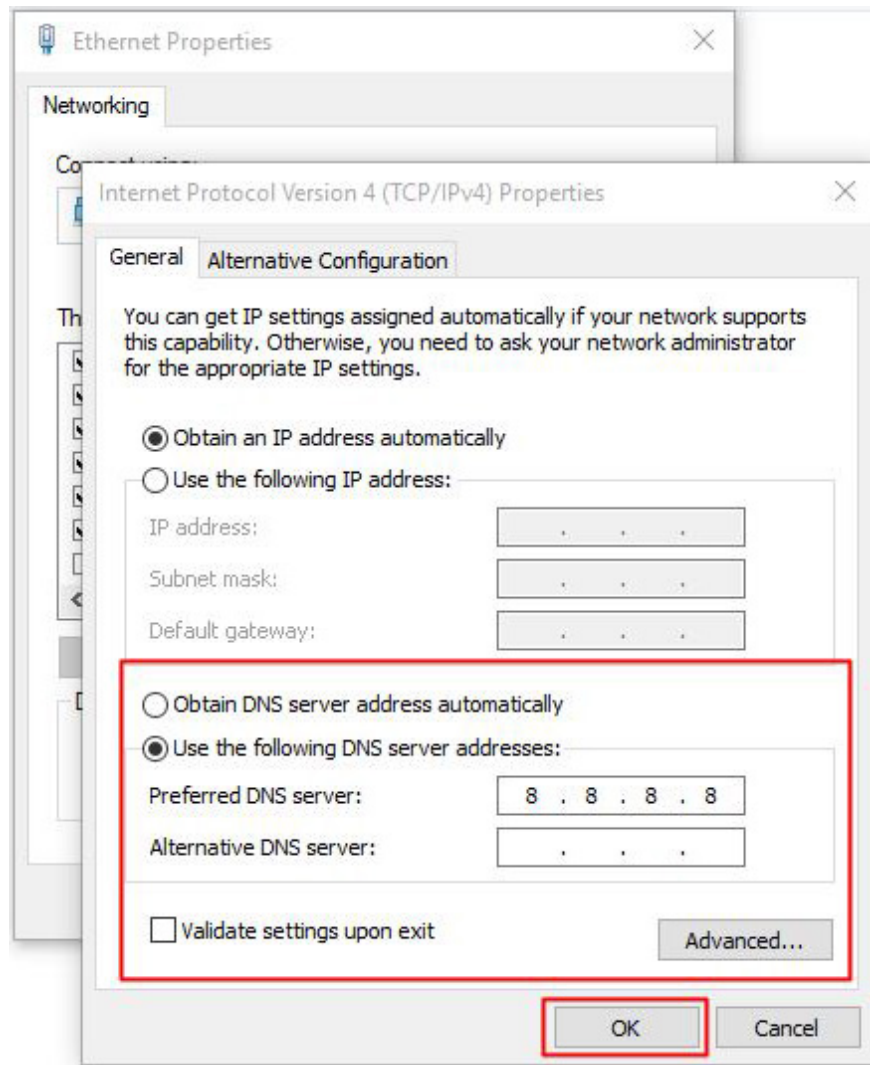 Ethernet Properties
Networking
Internet Protocol Version 4 (TCP/IPv4) Properties
General
Alternative Configuration
You can get IP settings assigned automatically if your network supports
this capability. Otherwise, you need to ask your network administrator
for the appropriate IP settings.
Obtain an IP address automatically
Use the following IP address:
IP address: . . .
Subnet mask: . . .
Default gateway: . . .
Obtain DNS server address automatically
Use the following DNS server addresses:
Preferred DNS server: 8 . 8 . 8 . 8
Alternative DNS server: . . .
Validate settings upon exit
Advanced...
OK Cancel